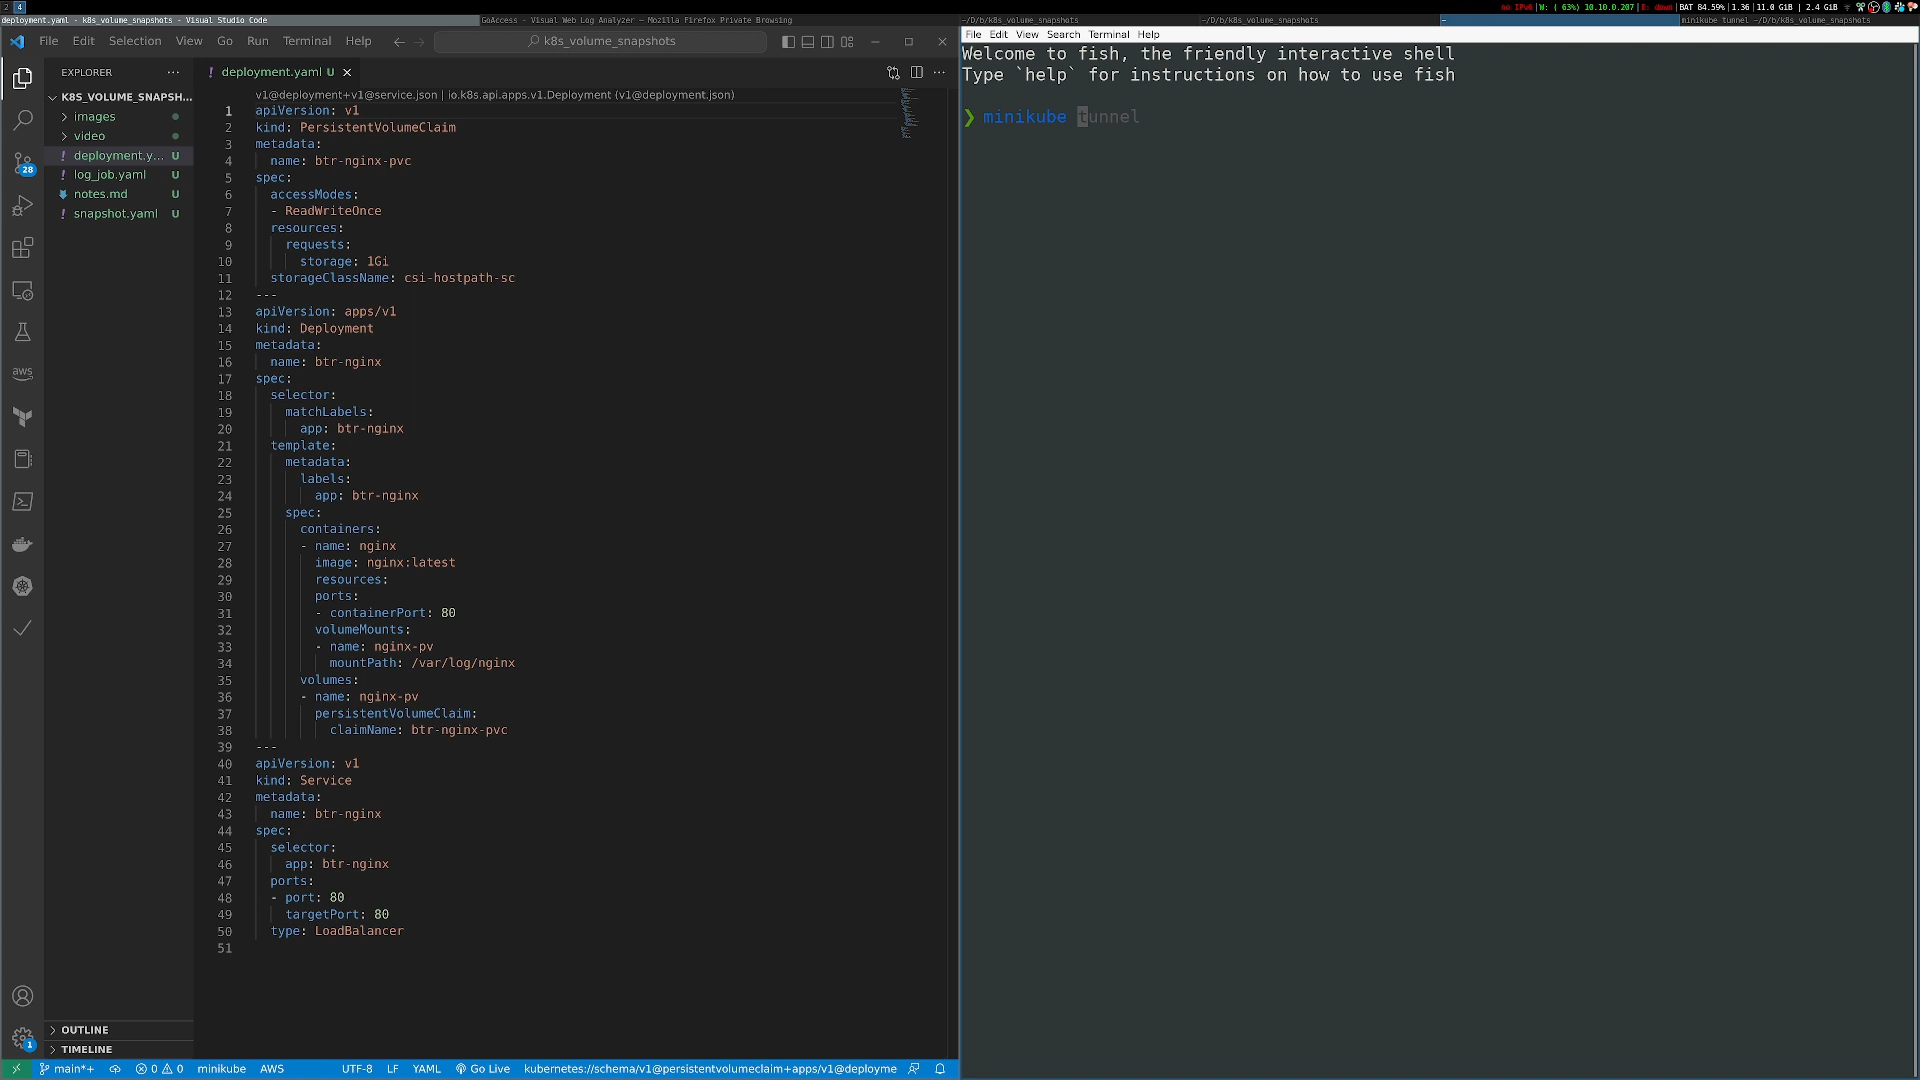 2 4
no IPv6 W: ( 63%) 10.10.0.207 E: down BAT 84.59% 1.36 11.0 GiB 2.4 GiB
deployment.yaml - k8s_volume_snapshots - Visual Studio Code
GoAccess - Visual Web Log Analyzer — Mozilla Firefox Private Browsing
~/D/b/k8s_volume_snapshots
~/D/b/k8s_volume_snapshots
~
minikube tunnel ~/D/b/k8s_volume_snapshots
File Edit Selection View Go Run Terminal Help
k8s_volume_snapshots
EXPLORER
K8S_VOLUME_SNAPSH...
images
video
! deployment.y... U
! log_job.yaml U
notes.md U
! snapshot.yaml U
28
aws
1
OUTLINE
TIMELINE
! deployment.yaml U
v1@deployment+v1@service.json | io.k8s.api.apps.v1.Deployment (v1@deployment.json)
1 apiVersion: v1
2 kind: PersistentVolumeClaim
3 metadata:
4 name: btr-nginx-pvc
5 spec:
6 accessModes:
7 - ReadWriteOnce
8 resources:
9 requests:
10 storage: 1Gi
11 storageClassName: csi-hostpath-sc
12 ---
13 apiVersion: apps/v1
14 kind: Deployment
15 metadata:
16 name: btr-nginx
17 spec:
18 selector:
19 matchLabels:
20 app: btr-nginx
21 template:
22 metadata:
23 labels:
24 app: btr-nginx
25 spec:
26 containers:
27 - name: nginx
28 image: nginx:latest
29 resources:
30 ports:
31 - containerPort: 80
32 volumeMounts:
33 - name: nginx-pv
34 mountPath: /var/log/nginx
35 volumes:
36 - name: nginx-pv
37 persistentVolumeClaim:
38 claimName: btr-nginx-pvc
39 ---
40 apiVersion: v1
41 kind: Service
42 metadata:
43 name: btr-nginx
44 spec:
45 selector:
46 app: btr-nginx
47 ports:
48 - port: 80
49 targetPort: 80
50 type: LoadBalancer
51
main*+ 0 0 minikube AWS UTF-8 LF YAML Go Live kubernetes://schema/v1@persistentvolumeclaim+apps/v1@deployme
File Edit View Search Terminal Help
Welcome to fish, the friendly interactive shell
Type `help` for instructions on how to use fish
❯ minikube tunnel